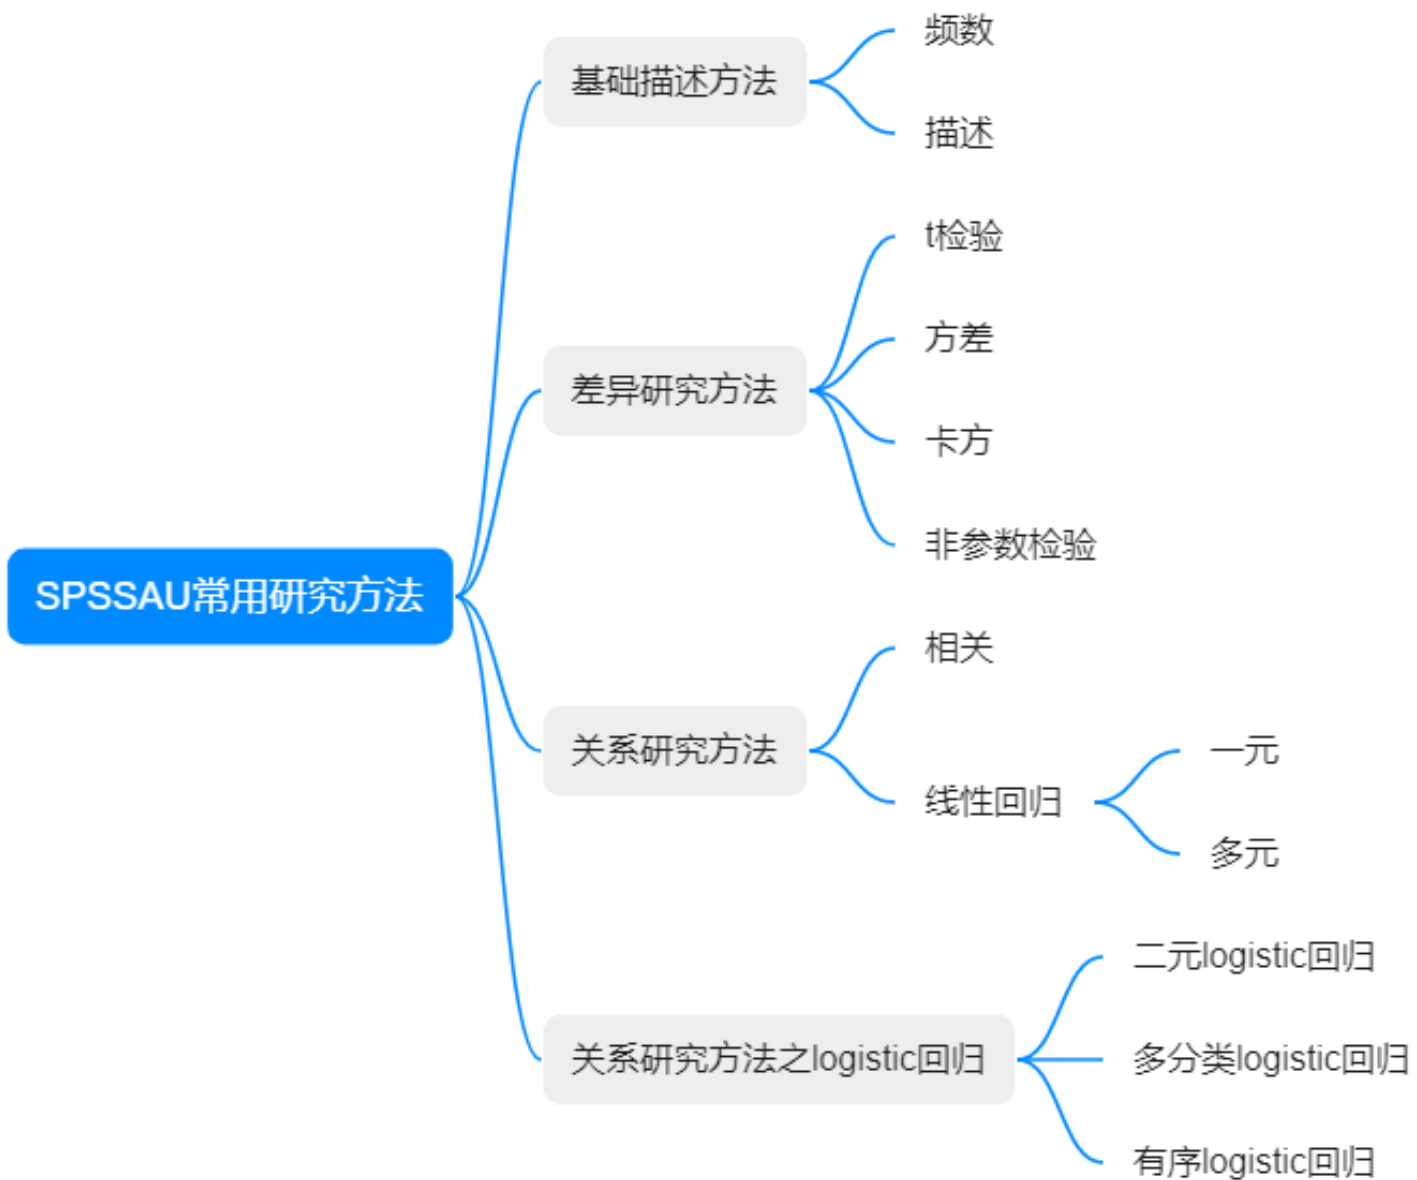 SPSSAU常用研究方法
基础描述方法
频数
描述
差异研究方法
t检验
方差
卡方
非参数检验
关系研究方法
相关
线性回归
一元
多元
关系研究方法之logistic回归
二元logistic回归
多分类logistic回归
有序logistic回归